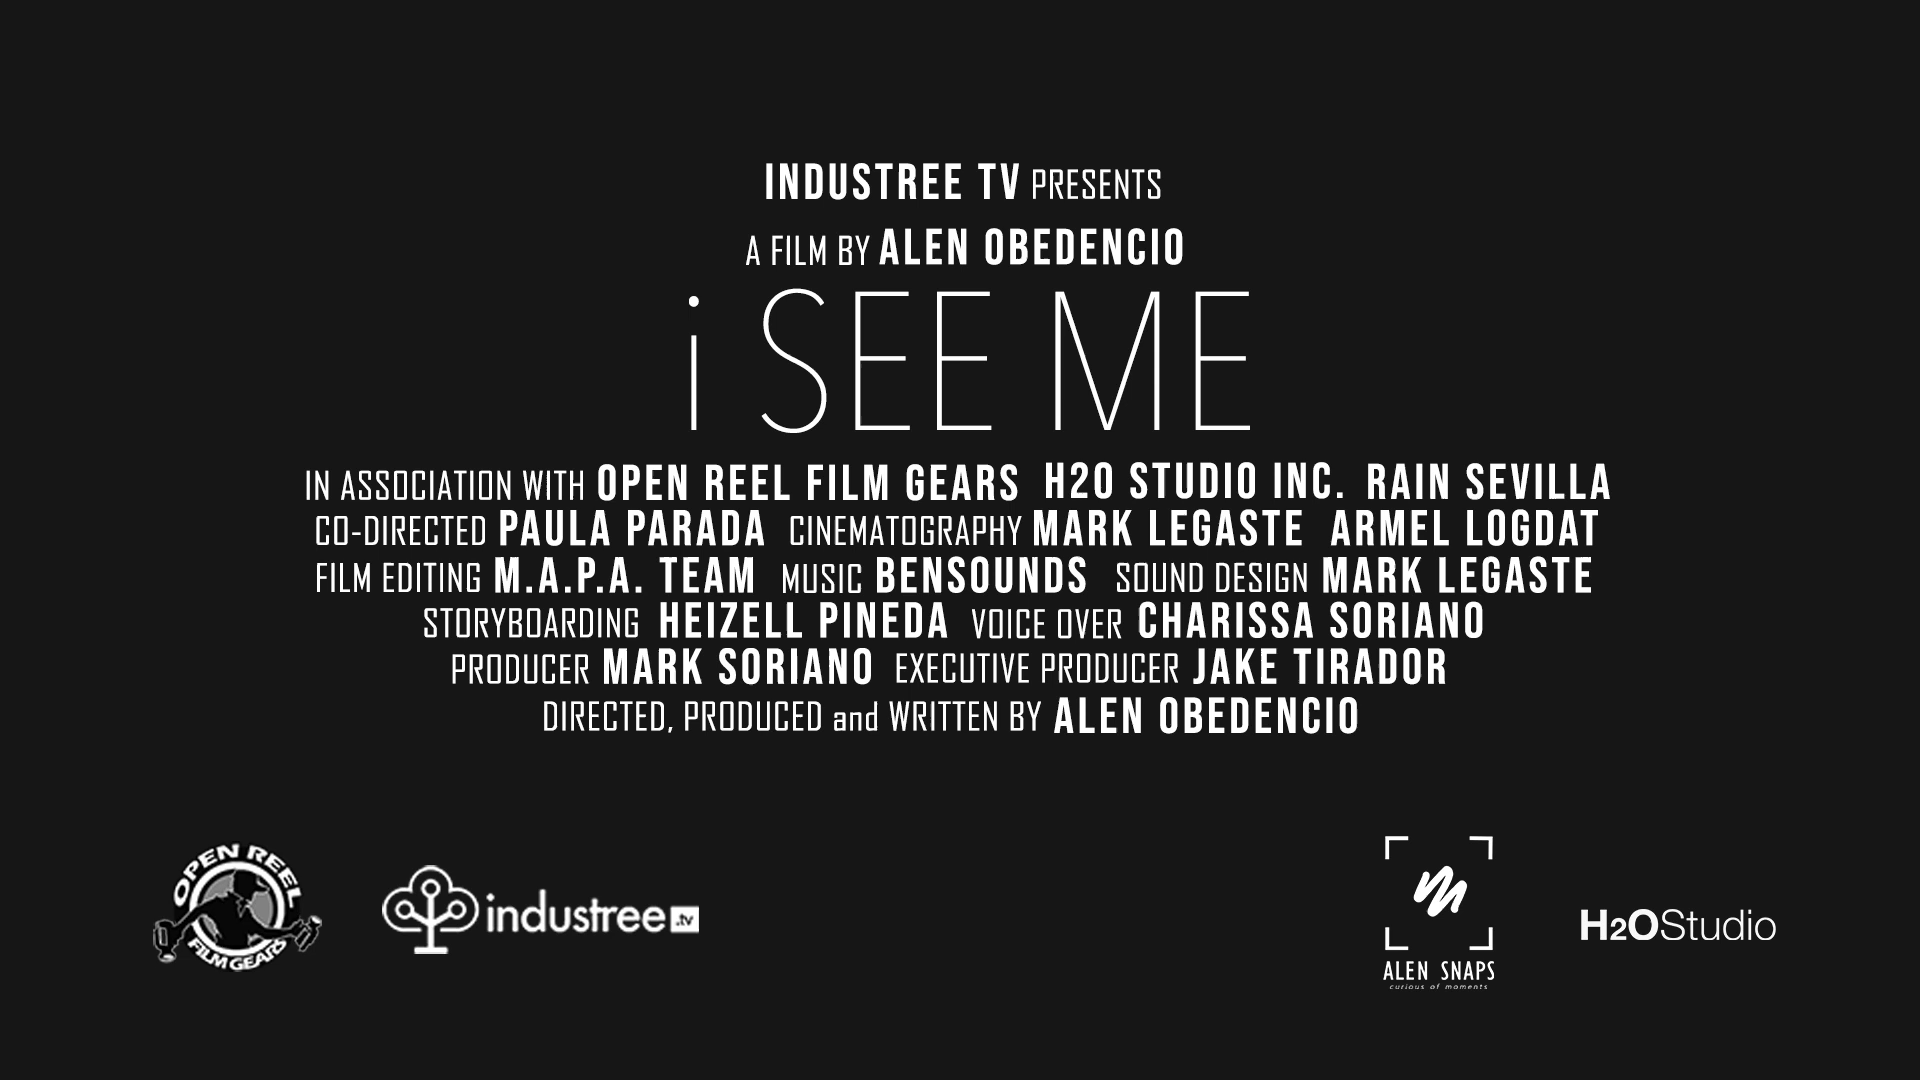 INDUSTREE TV PRESENTS
A FILM BY ALEN OBEDENCIO
i SEE ME
IN ASSOCIATION WITH OPEN REEL FILM GEARS H2O STUDIO INC. RAIN SEVILLA
CO-DIRECTED PAULA PARADA CINEMATOGRAPHY MARK LEGASTE ARMEL LOGDAT
FILM EDITING M.A.P.A. TEAM MUSIC BENSOUNDS SOUND DESIGN MARK LEGASTE
STORYBOARDING HEIZELL PINEDA VOICE OVER CHARISSA SORIANO
PRODUCER MARK SORIANO EXECUTIVE PRODUCER JAKE TIRADOR
DIRECTED, PRODUCED and WRITTEN BY ALEN OBEDENCIO
OPEN REEL
FILM GEARS
industree.tv
ALEN SNAPS
curious of moments
H2OStudio